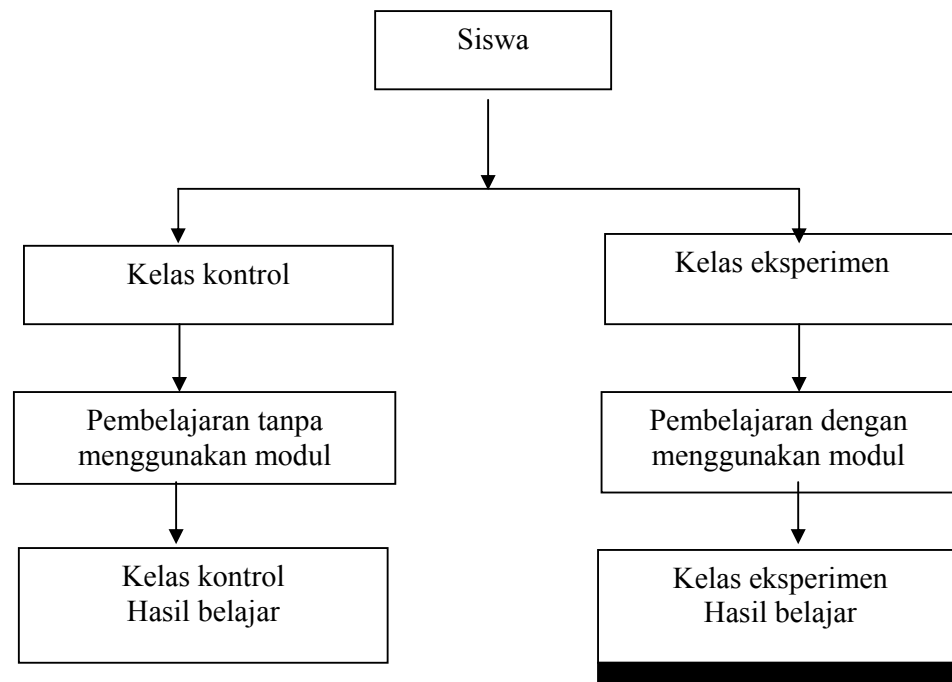 Siswa
Kelas kontrol
Kelas eksperimen
Pembelajaran tanpa
menggunakan modul
Pembelajaran dengan
menggunakan modul
Kelas kontrol
Hasil belajar
Kelas eksperimen
Hasil belajar